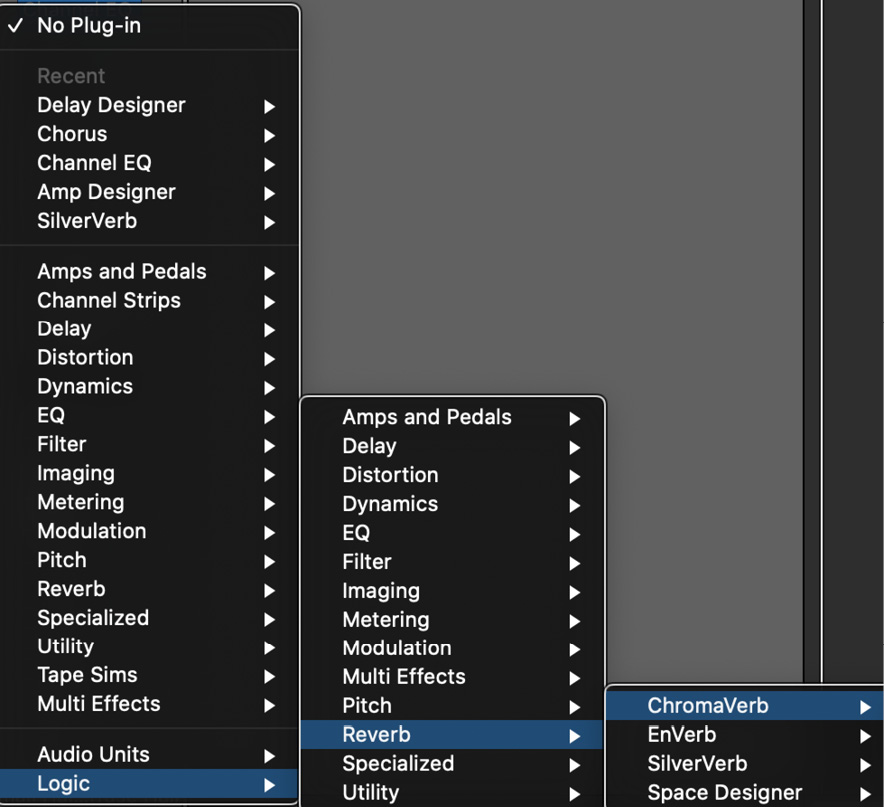 No Plug-in
Recent
Delay Designer
Chorus
Channel EQ
Amp Designer
SilverVerb
Amps and Pedals
Channel Strips
Delay
Distortion
Dynamics
EQ
Filter
Imaging
Metering
Modulation
Pitch
Reverb
Specialized
Utility
Tape Sims
Multi Effects
Audio Units
Logic
Amps and Pedals
Delay
Distortion
Dynamics
EQ
Filter
Imaging
Metering
Modulation
Multi Effects
Pitch
Reverb
Specialized
Utility
ChromaVerb
EnVerb
SilverVerb
Space Designer